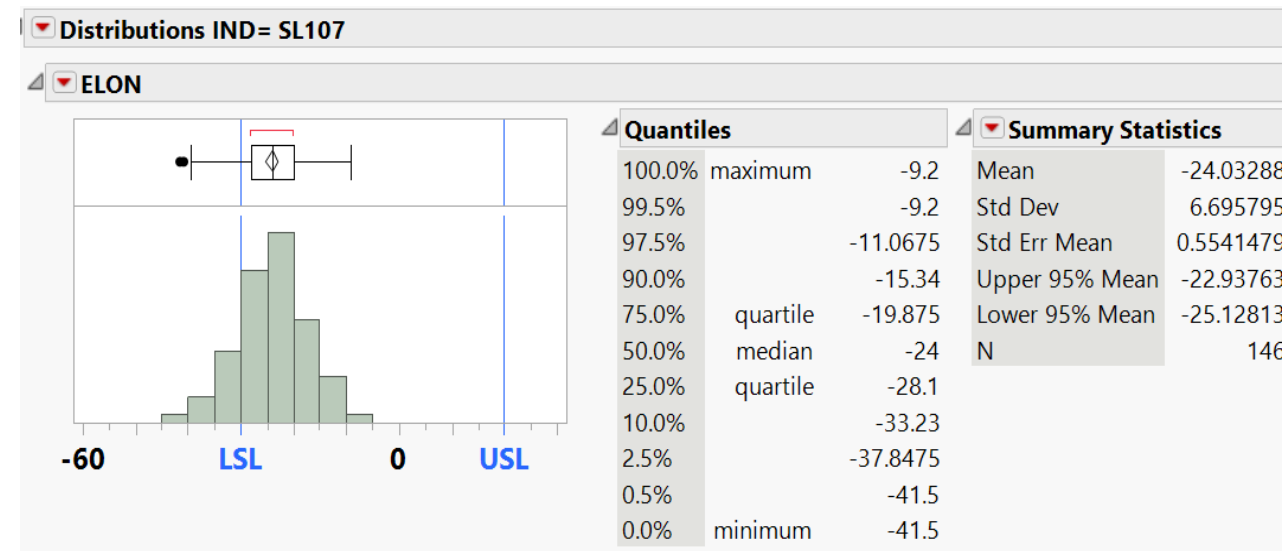 Distributions IND= SL107
ELON
-60 LSL 0 USL
Quantiles
100.0% maximum -9.2
99.5% -9.2
97.5% -11.0675
90.0% -15.34
75.0% quartile -19.875
50.0% median -24
25.0% quartile -28.1
10.0% -33.23
2.5% -37.8475
0.5% -41.5
0.0% minimum -41.5
Summary Statistics
Mean -24.03288
Std Dev 6.695795
Std Err Mean 0.5541479
Upper 95% Mean -22.93763
Lower 95% Mean -25.12813
N 146